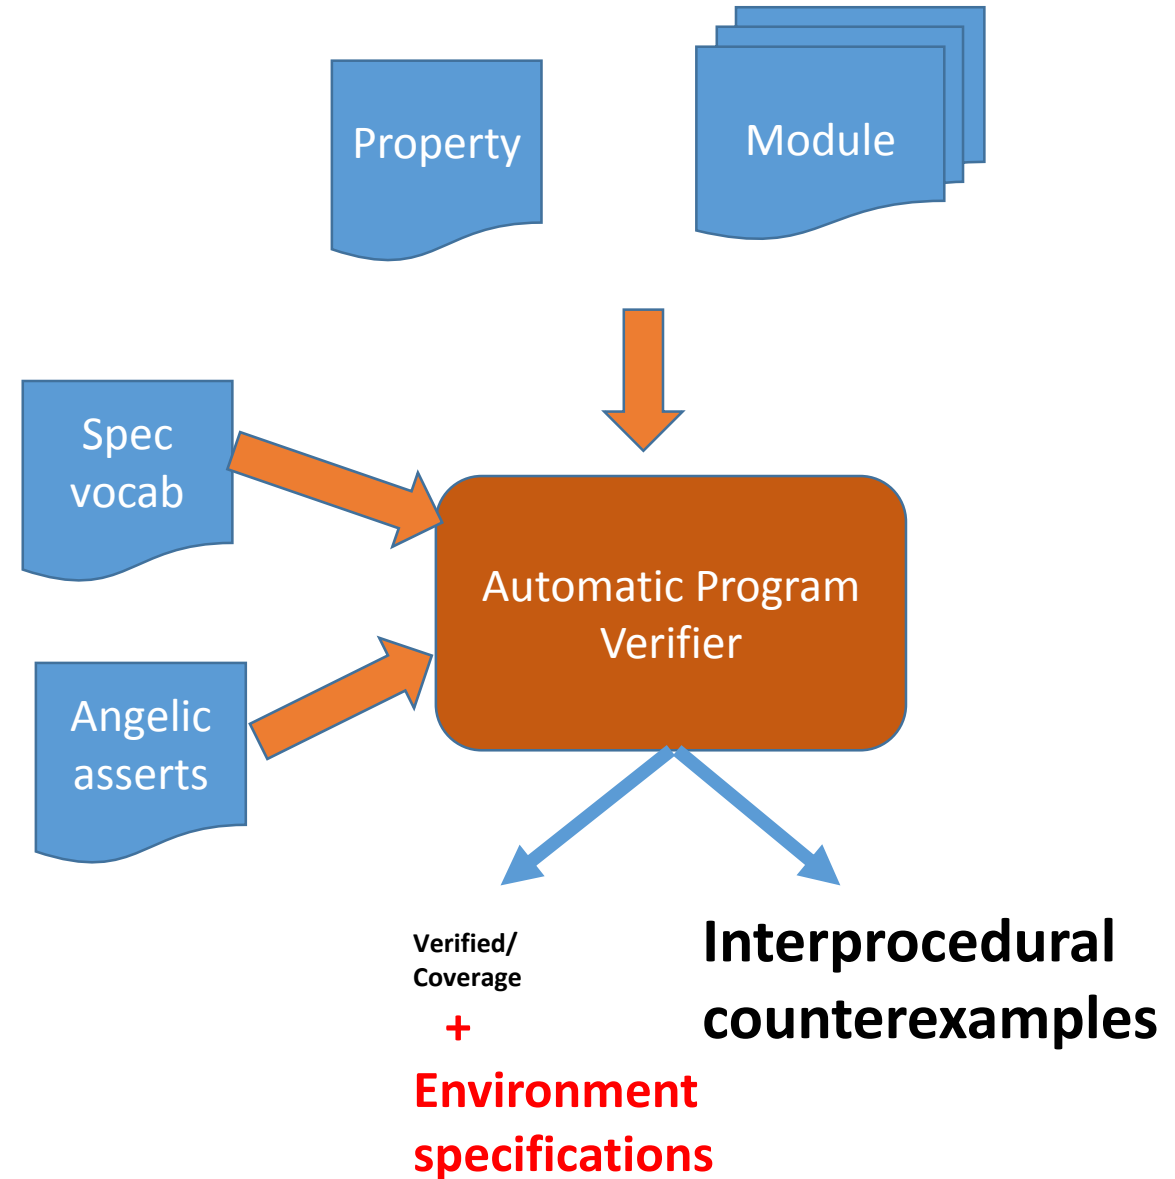 Property
Module
Spec
vocab
Automatic Program
Verifier
Angelic
asserts
Verified/
Coverage
+
Environment
specifications
Interprocedural
counterexamples